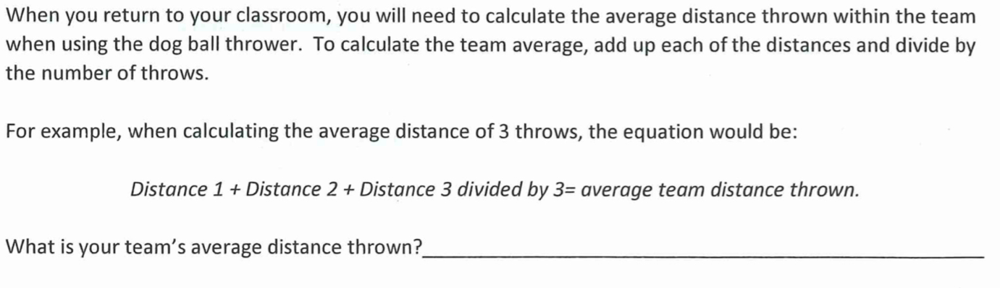 When you return to your classroom, you will need to calculate the average distance thrown within the team
when using the dog ball thrower.  To calculate the team average, add up each of the distances and divide by
the number of throws.
For example, when calculating the average distance of 3 throws, the equation would be:
Distance 1 + Distance 2 + Distance 3 divided by 3= average team distance thrown.
What is your team's average distance thrown?